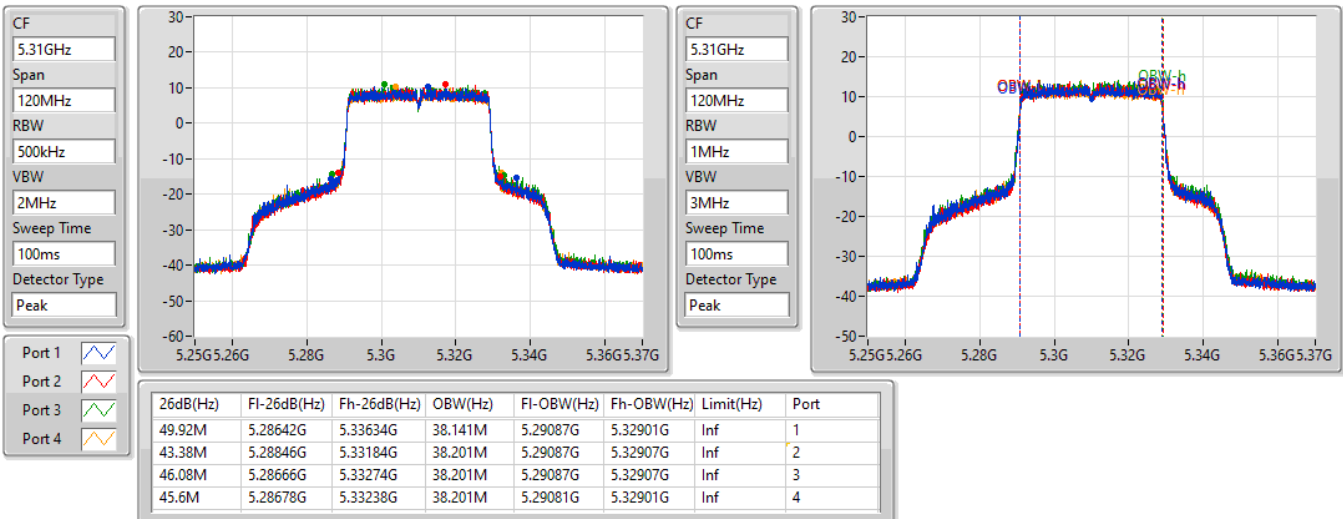 CF
5.31GHz
Span
120MHz
RBW
500kHz
VBW
2MHz
Sweep Time
100ms
Detector Type
Peak
30
20
10
0
-10
-20
-30
-40
-50
-60
5.25G 5.26G 5.28G 5.3G 5.32G 5.34G 5.36G 5.37G
CF
5.31GHz
Span
120MHz
RBW
1MHz
VBW
3MHz
Sweep Time
100ms
Detector Type
Peak
30
20
10
0
-10
-20
-30
-40
-50
OBW-h
OBW-h
5.25G 5.26G 5.28G 5.3G 5.32G 5.34G 5.36G 5.37G
Port 1
Port 2
Port 3
Port 4
26dB(Hz) Fl-26dB(Hz) Fh-26dB(Hz) OBW(Hz) Fl-OBW(Hz) Fh-OBW(Hz) Limit(Hz) Port
49.92M 5.28642G 5.33634G 38.141M 5.29087G 5.32901G Inf 1
43.38M 5.28846G 5.33184G 38.201M 5.29087G 5.32907G Inf 2
46.08M 5.28666G 5.33274G 38.201M 5.29087G 5.32907G Inf 3
45.6M 5.28678G 5.33238G 38.201M 5.29081G 5.32901G Inf 4